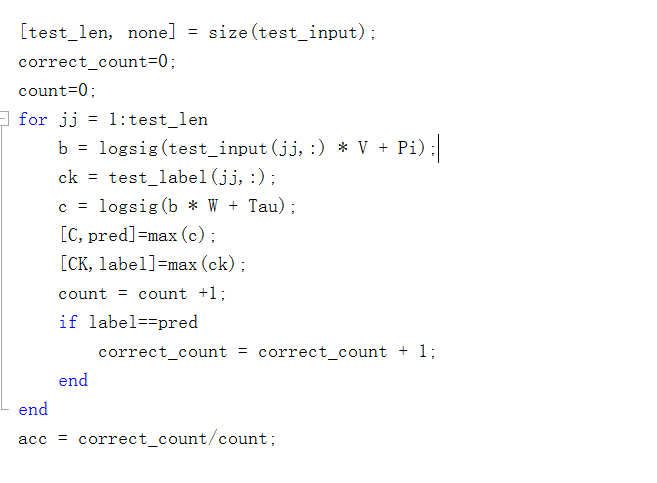 [test_len, none] = size(test_input);
correct_count=0;
count=0;
for jj = 1:test_len
    b = logsig(test_input(jj,:) * V + Pi);
    ck = test_label(jj,:);
    c = logsig(b * W + Tau);
    [C,pred]=max(c);
    [CK,label]=max(ck);
    count = count +1;
    if label==pred
        correct_count = correct_count + 1;
    end
end
acc = correct_count/count;